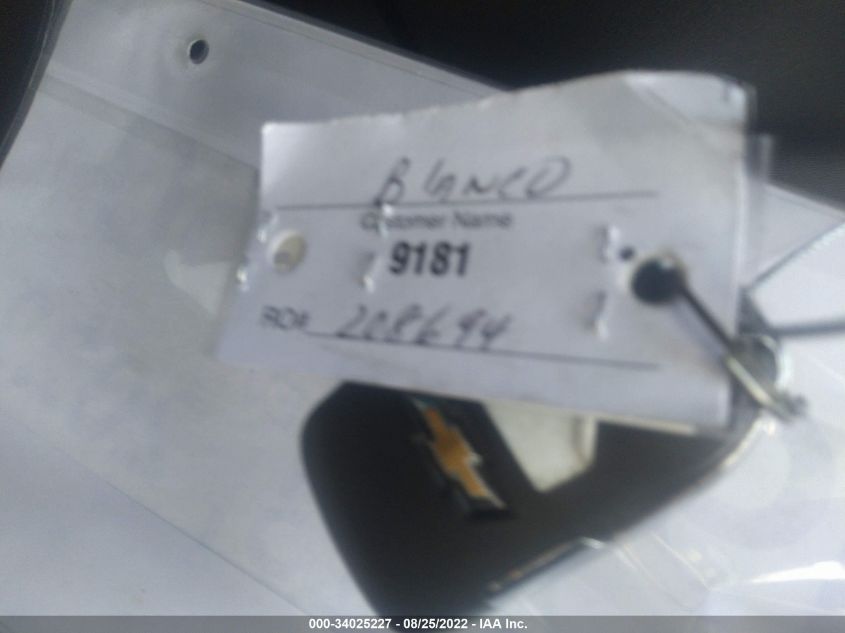 Blanco
Customer Name
9181
RO# 208694
000-34025227 - 08/25/2022 - IAA Inc.